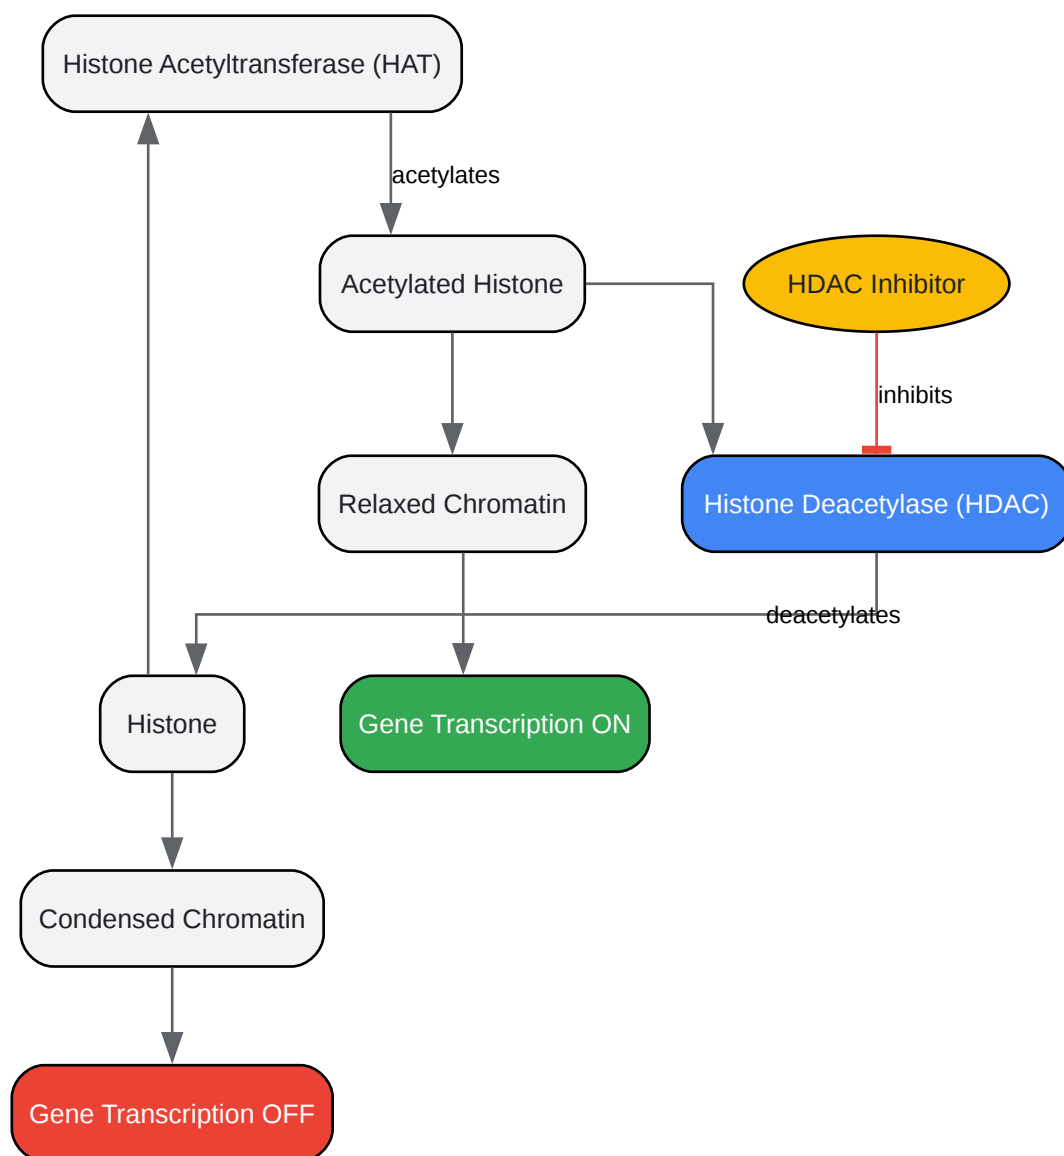 Histone Acetyltransferase (HAT)
acetylates
Acetylated Histone
HDAC Inhibitor
inhibits
Relaxed Chromatin
Histone Deacetylase (HDAC)
deacetylates
Histone
Gene Transcription ON
Condensed Chromatin
Gene Transcription OFF